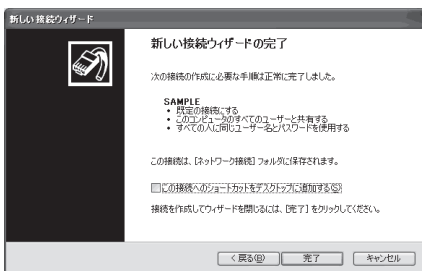 新しい接続ウィザード
新しい接続ウィザードの完了
次の接続の作成に必要な手順は正常に完了しました。
SAMPLE
• 既定の接続にする
• このコンピュータのすべてのユーザーと共有する
• すべての人に同じユーザー名とパスワードを使用する
この接続は、[ネットワーク接続] フォルダに保存されます。
この接続へのショートカットをデスクトップに追加する(S)
接続を作成してウィザードを閉じるには、[完了] をクリックしてください。
< 戻る(B)
完了
キャンセル